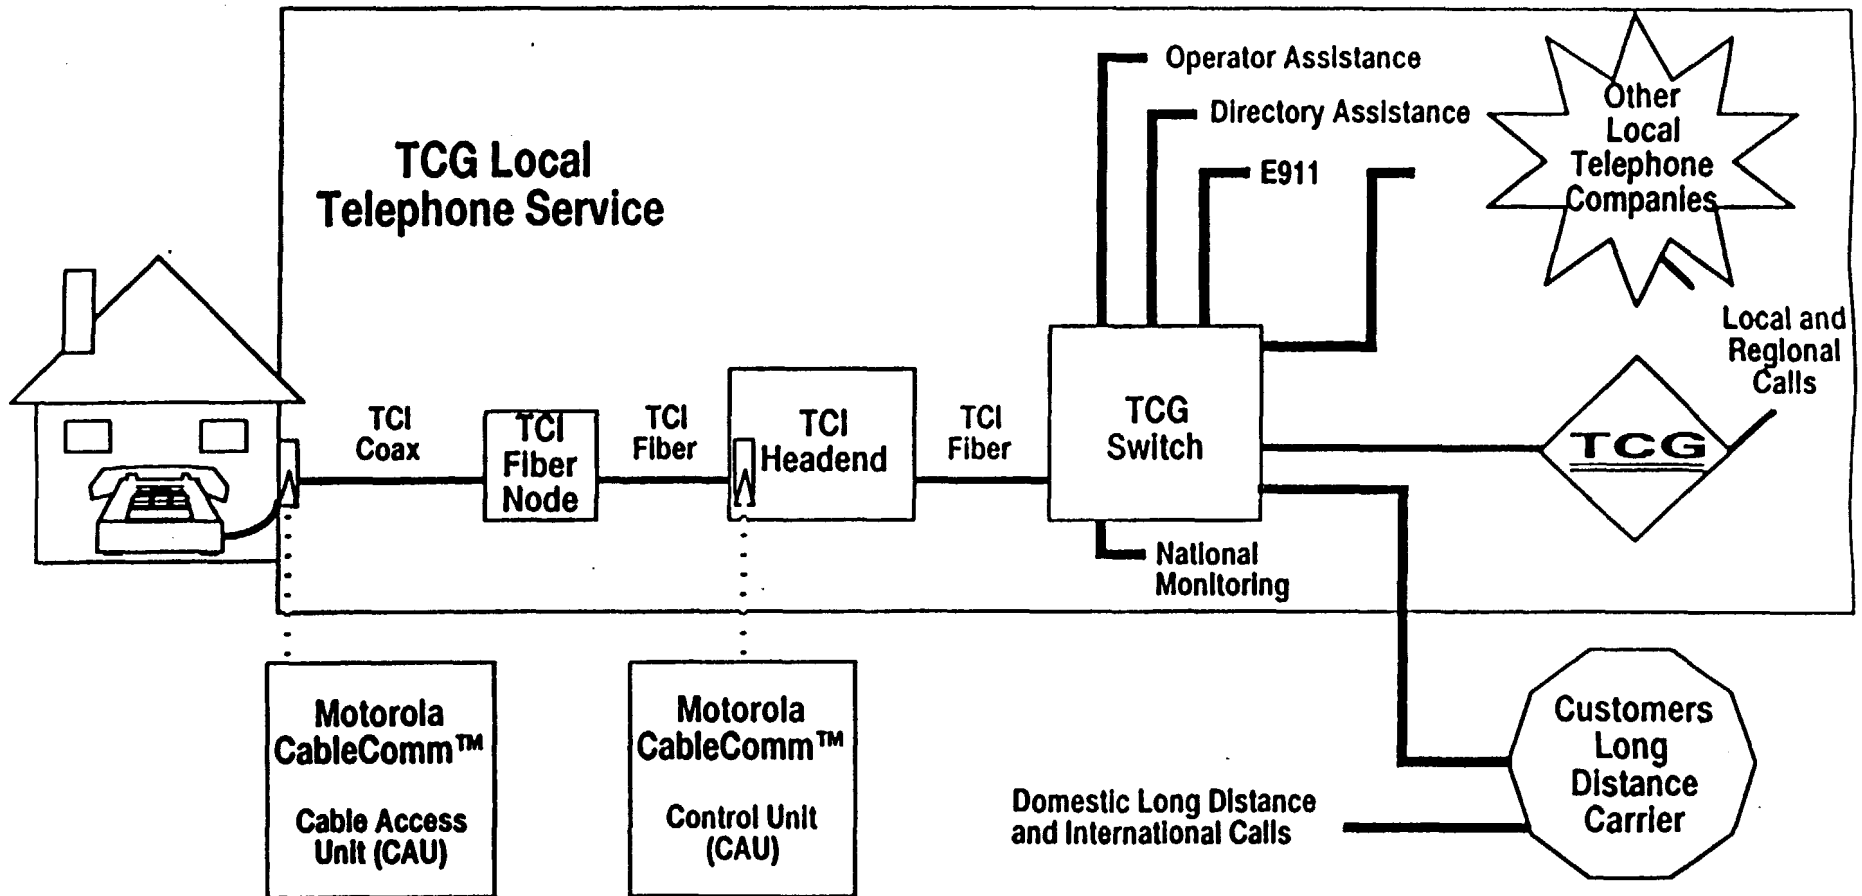 TCG Local
Telephone Service
Operator Assistance
Directory Assistance
E911
Other
Local
Telephone
Companies
Local and
Regional
Calls
TCI
Coax
TCI
Fiber
Node
TCI
Fiber
TCI
Headend
TCI
Fiber
TCG
Switch
TCG
National
Monitoring
Motorola
CableComm™
Cable Access
Unit (CAU)
Motorola
CableComm™
Control Unit
(CAU)
Domestic Long Distance
and International Calls
Customers
Long
Distance
Carrier